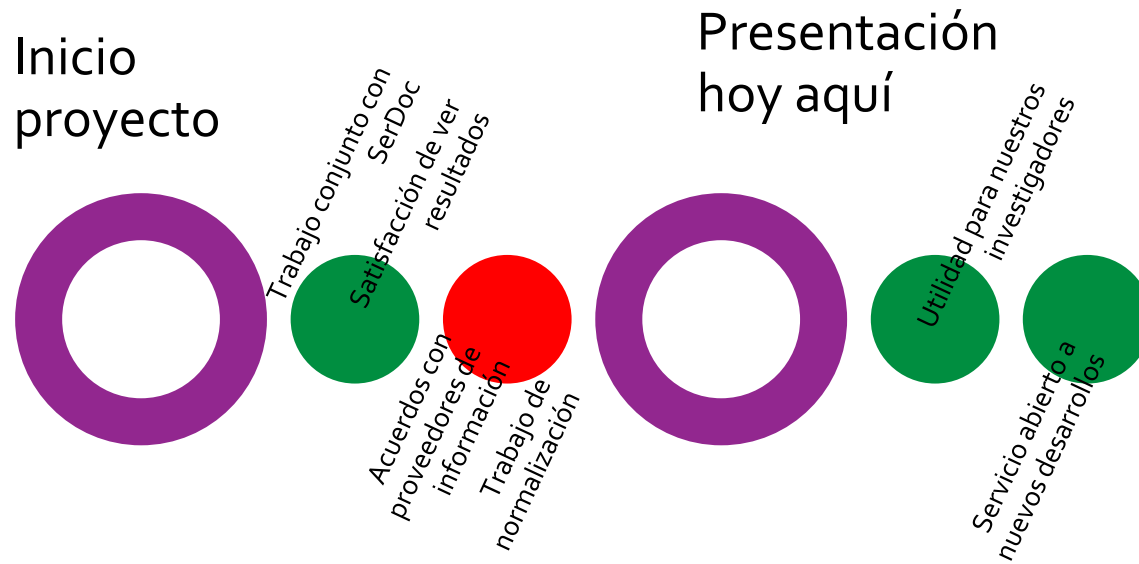 Inicio
proyecto
Trabajo conjunto con
SerDoc
Satisfacción de ver
resultados
Acuerdos con
proveedores de
información
Trabajo de
normalización
Presentación
hoy aquí
Utilidad para nuestros
investigadores
Servicio abierto a
nuevos desarrollos